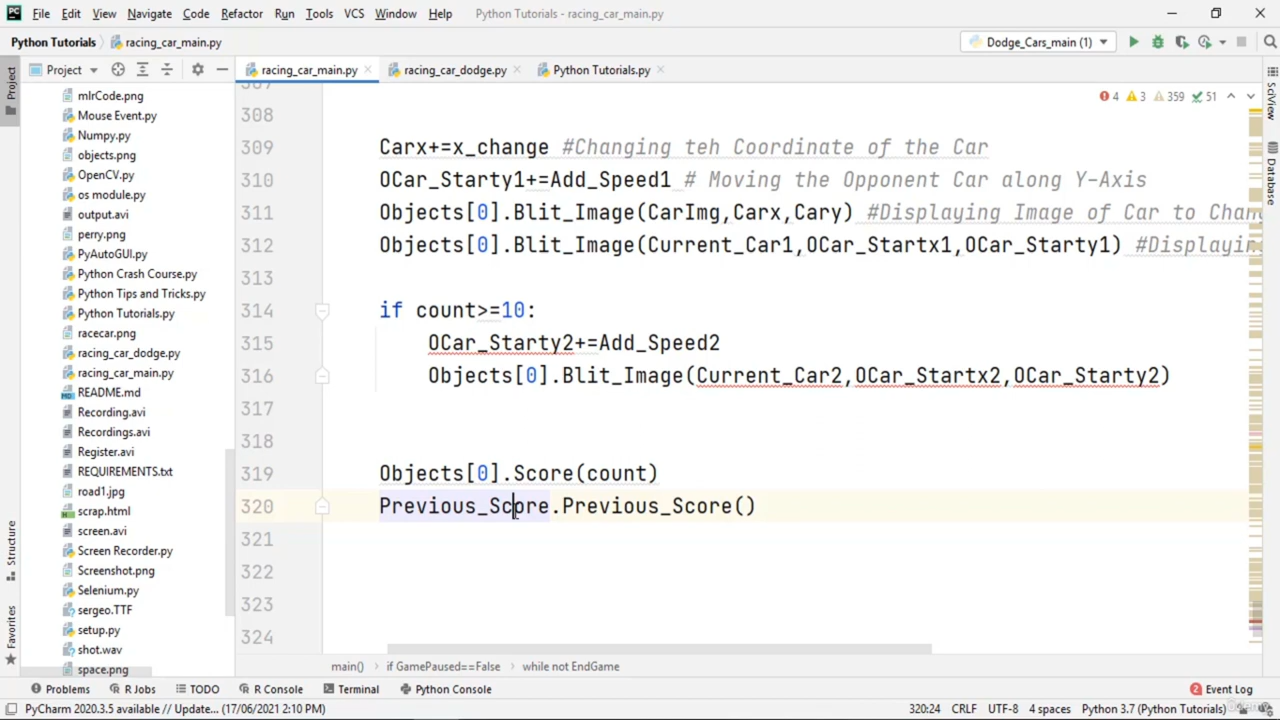 File Edit View Navigate Code Refactor Run Tools VCS Window Help Python Tutorials - racing_car_main.py
Python Tutorials racing_car_main.py Dodge_Cars_main (1)
Project racing_car_main.py racing_car_dodge.py Python Tutorials.py
Project
Structure
Favorites
mlrCode.png
Mouse Event.py
Numpy.py
objects.png
OpenCV.py
os module.py
output.avi
perry.png
PyAutoGUI.py
Python Crash Course.py
Python Tips and Tricks.py
Python Tutorials.py
racecar.png
racing_car_dodge.py
racing_car_main.py
README.md
Recording.avi
Recordings.avi
Register.avi
REQUIREMENTS.txt
road1.jpg
scrap.html
screen.avi
Screen Recorder.py
Screenshot.png
Selenium.py
sergeo.TTF
setup.py
shot.wav
space.png
4 3 359 51
307
308
309 Carx+=x_change #Changing teh Coordinate of the Car
310 OCar_Starty1+=Add_Speed1 # Moving the Opponent Car along Y-Axis
311 Objects[0].Blit_Image(CarImg,Carx,Cary) #Displaying Image of Car to Chan
312 Objects[0].Blit_Image(Current_Car1,OCar_Startx1,OCar_Starty1) #Displaying
313
314 if count>=10:
315 OCar_Starty2+=Add_Speed2
316 Objects[0].Blit_Image(Current_Car2,OCar_Startx2,OCar_Starty2)
317
318
319 Objects[0].Score(count)
320 Previous_Score.Previous_Score()
321
322
323
324
SciView
Database
main() if GamePaused==False while not EndGame
Problems R Jobs TODO R Console Terminal Python Console Event Log
PyCharm 2020.3.5 available // Update... (17/06/2021 2:10 PM) 320:24 CRLF UTF-8 4 spaces Python 3.7 (Python Tutorials)